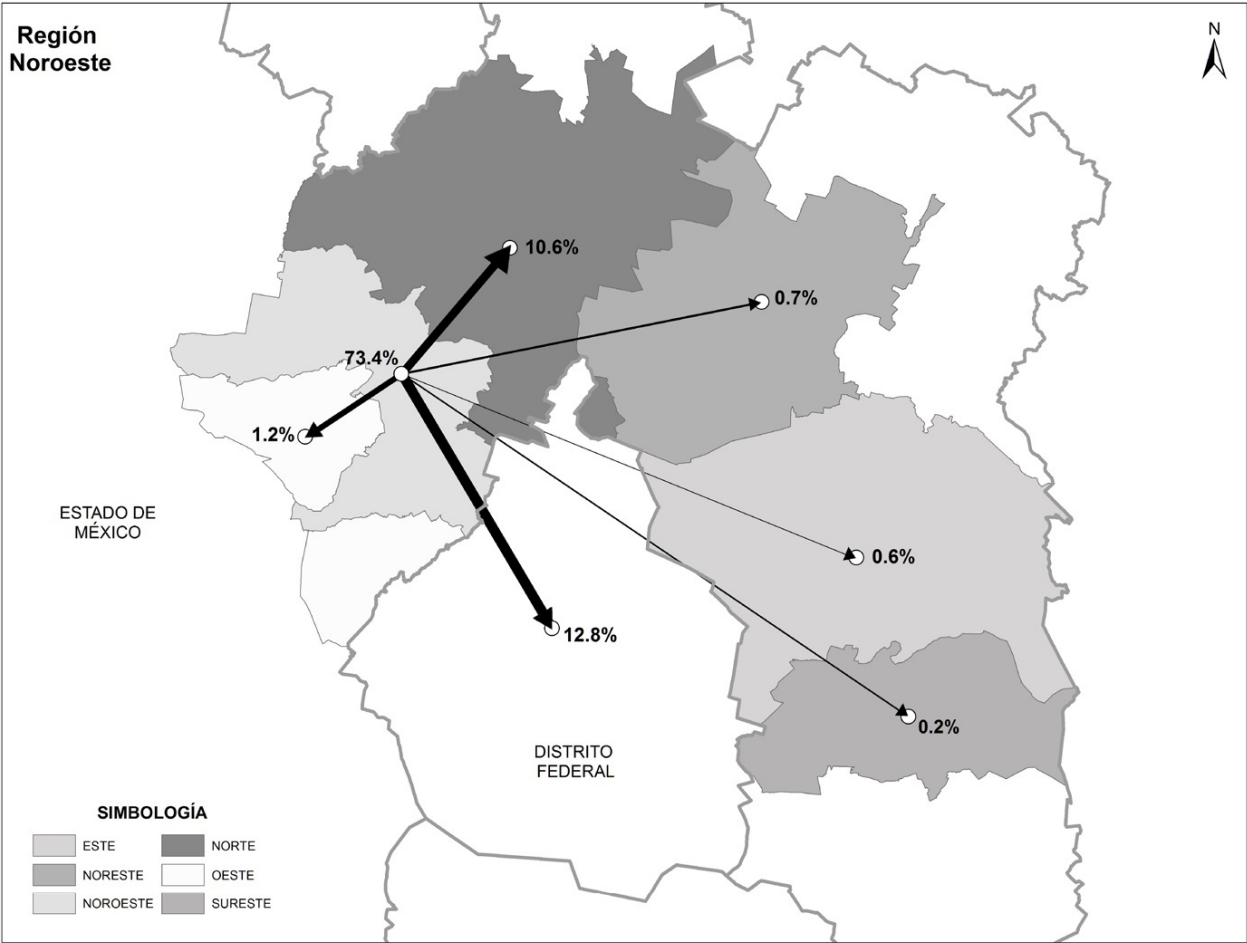 Región
Noroeste
N
10.6%
0.7%
73.4%
1.2%
ESTADO DE
MÉXICO
0.6%
12.8%
0.2%
DISTRITO
FEDERAL
SIMBOLOGÍA
ESTE
NORTE
NORESTE
OESTE
NOROESTE
SURESTE